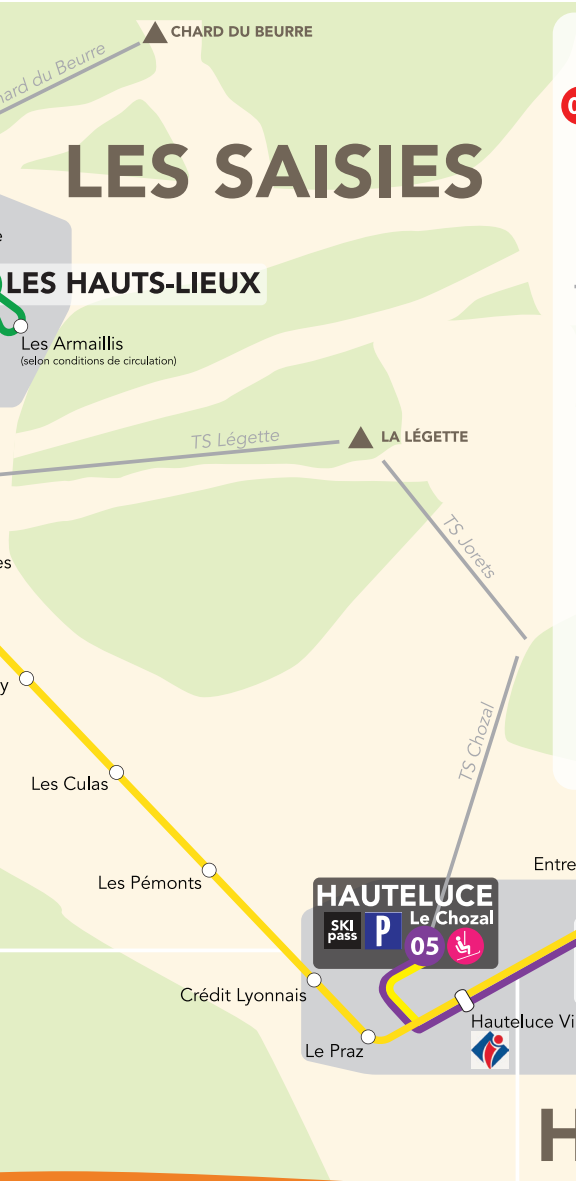 CHARD DU BEURRE
hard du Beurre
LES SAISIES
LES HAUTS-LIEUX
Les Armaillis
(selon conditions de circulation)
TS Légette
LA LÉGETTE
TS Jorets
TS Chozal
Les Culas
Les Pémonts
Entre
HAUTELUCE
Le Chozal
SKI
pass
P
05
Crédit Lyonnais
Hauteluce Vi
Le Praz
H